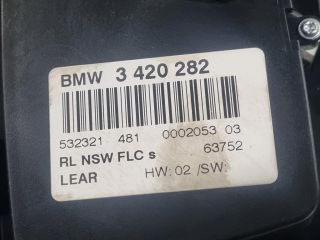 BMW 3 420 282
532321 481 0002053 03
RL NSW FLC s 63752
LEAR HW: 02 /SW: